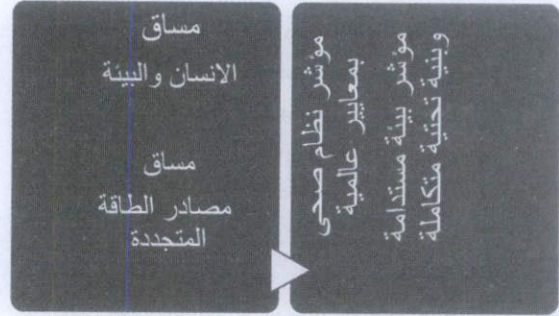 مساق
الانسان والبيئة
مساق
مصادر الطاقة
المتجددة
مؤشر نظام صحى
بمعايير عالمية
مؤشر بيئة مستدامة
وبنية تحتية متكاملة